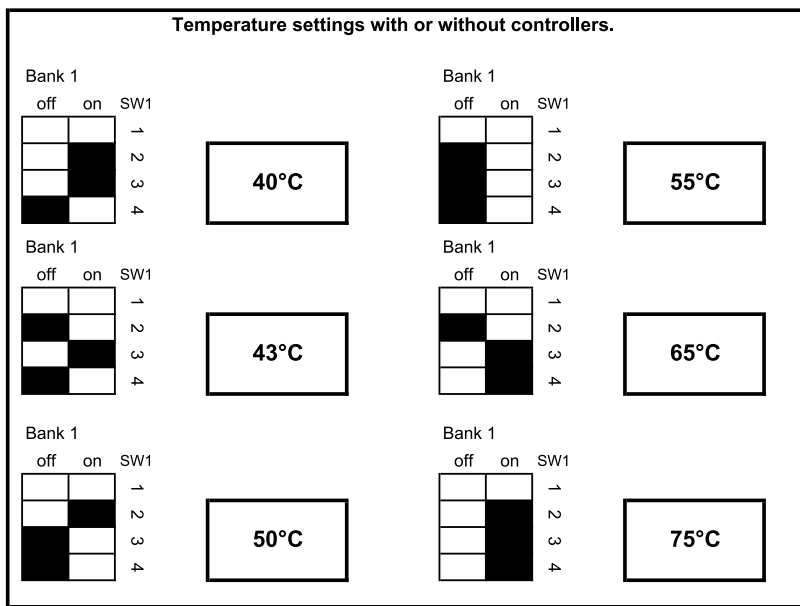 Temperature settings with or without controllers.
Bank 1
off on SW1
1
2
3
4
40°C
Bank 1
off on SW1
1
2
3
4
55°C
Bank 1
off on SW1
1
2
3
4
43°C
Bank 1
off on SW1
1
2
3
4
65°C
Bank 1
off on SW1
1
2
3
4
50°C
Bank 1
off on SW1
1
2
3
4
75°C